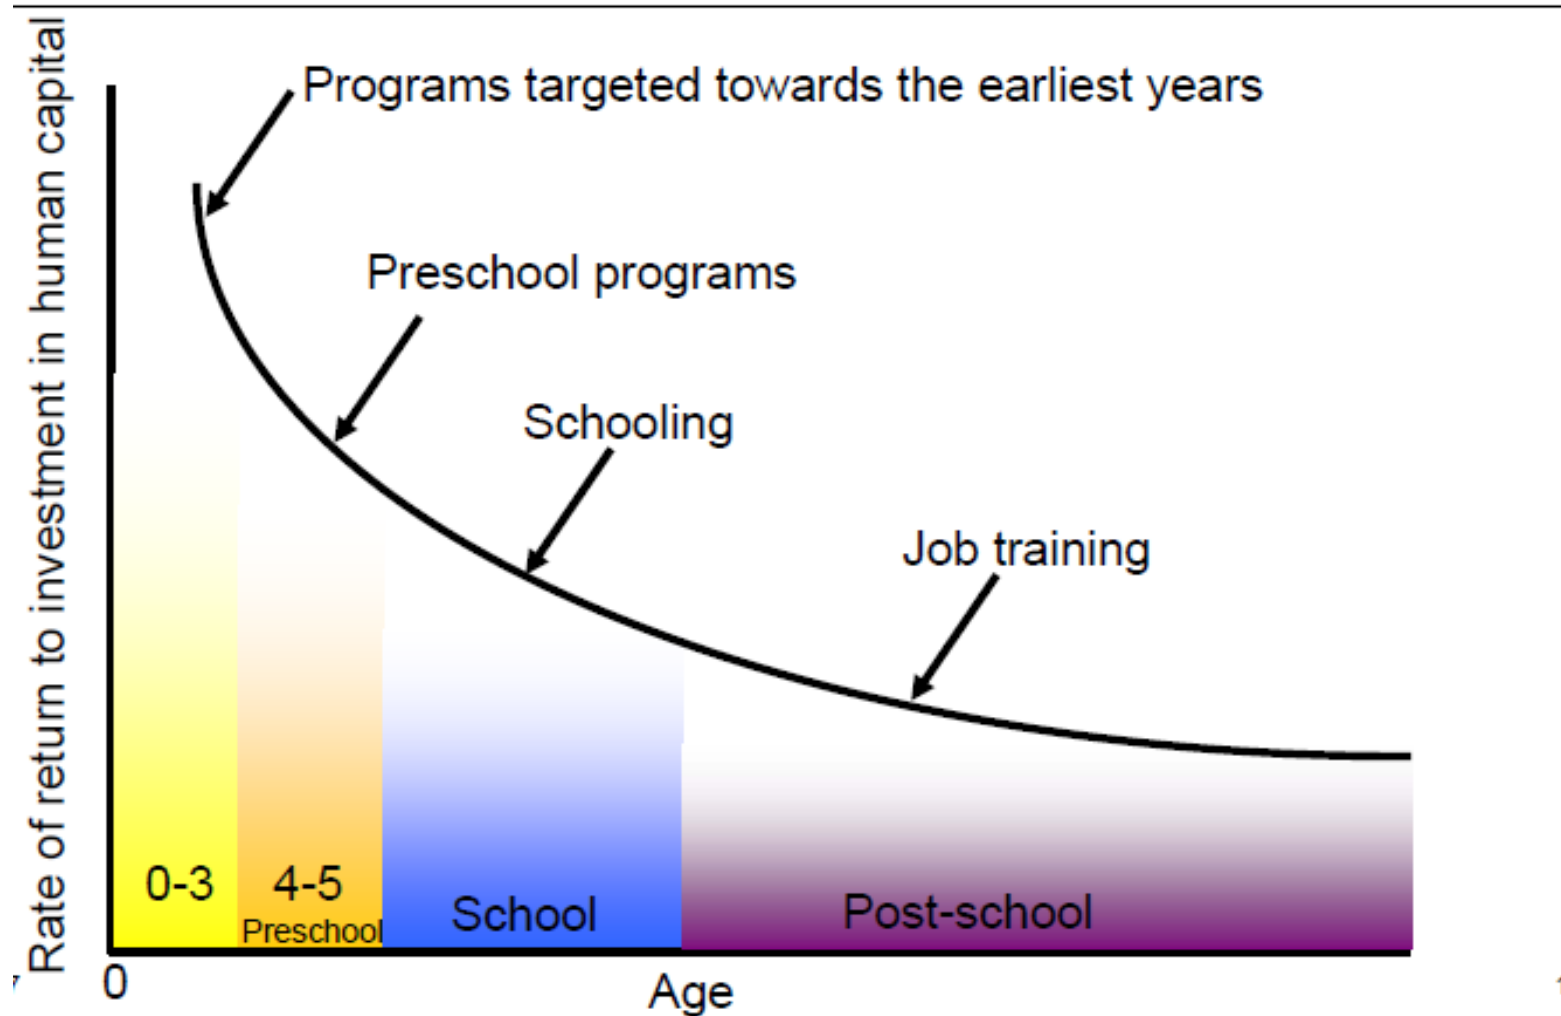 Rate of return to investment in human capital
Programs targeted towards the earliest years
Preschool programs
Schooling
Job training
0-3
4-5
Preschool
School
Post-school
0
Age